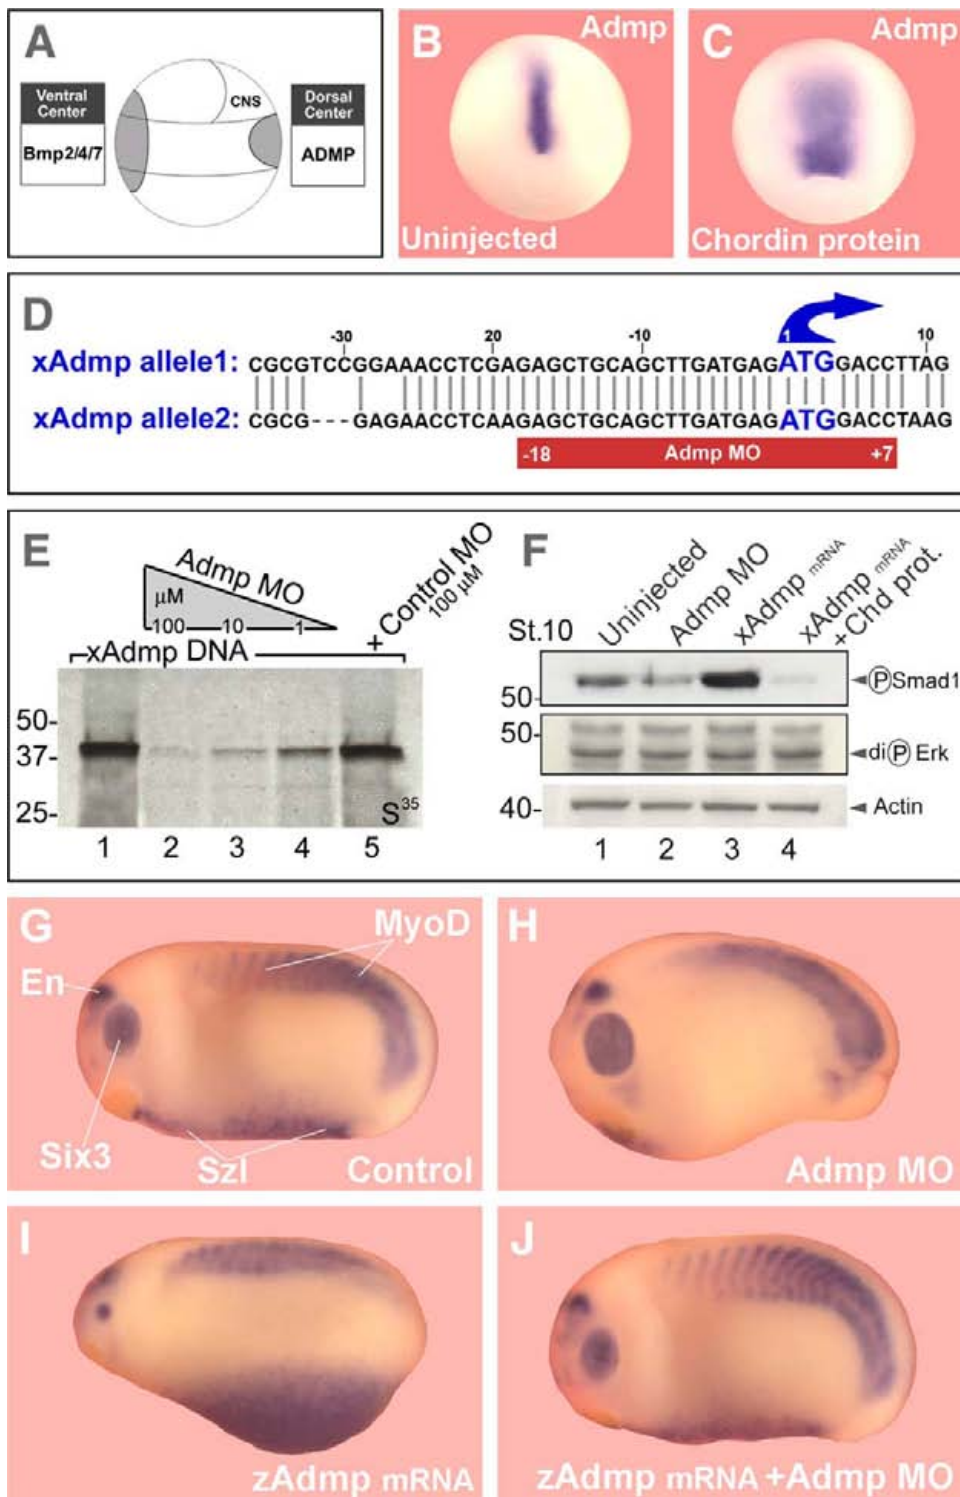 A
Ventral Center
Bmp2/4/7
CNS
Dorsal Center
ADMP
B
Admp
Uninjected
C
Admp
Chordin protein
D
-30 20 -10 1 10
xAdmp allele1: CGCGTCCGGAAACCTCGAGAGCTGCAGCTTGATGAGATGGACCTTAG
xAdmp allele2: CGCG---GAGAACCTCAAGAGCTGCAGCTTGATGAGATGGACCTAAG
-18 Admp MO +7
E
Admp MO
µM
100 10 1
+ Control MO
100 µM
xAdmp DNA
50-
37-
25-
S35
1 2 3 4 5
F
St.10
Uninjected
Admp MO
xAdmp mRNA
xAdmp mRNA
+Chd prot.
50-
P Smad1
50-
di P Erk
40-
Actin
1 2 3 4
G
MyoD
En
Six3
Szl
Control
H
Admp MO
I
zAdmp mRNA
J
zAdmp mRNA +Admp MO